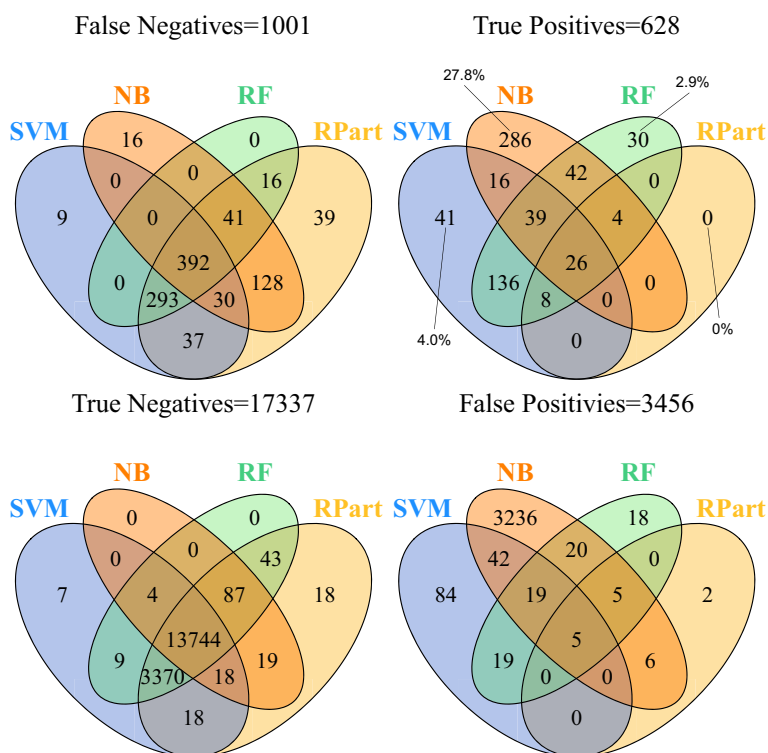 False Negatives=1001
True Positives=628
NB RF
SVM RPart
16 0
0 0 16
9 0 41 39
392
0 128
293 30
37
27.8%
2.9%
NB RF
SVM RPart
286 30
16 42 0
41 39 4 0
26
136 0
8 0
0
4.0%
0%
True Negatives=17337
False Positivies=3456
NB RF
SVM RPart
0 0
0 0 43
7 4 87 18
13744
9 19
3370 18
18
NB RF
SVM RPart
3236 18
42 20 0
84 19 5 2
5
19 6
0 0
0